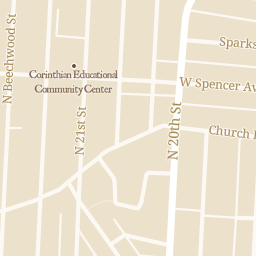 N Beechwood St
Sparks
Corinthian Educational
Community Center
W Spencer Av
N 21st St
N 20th St
Church